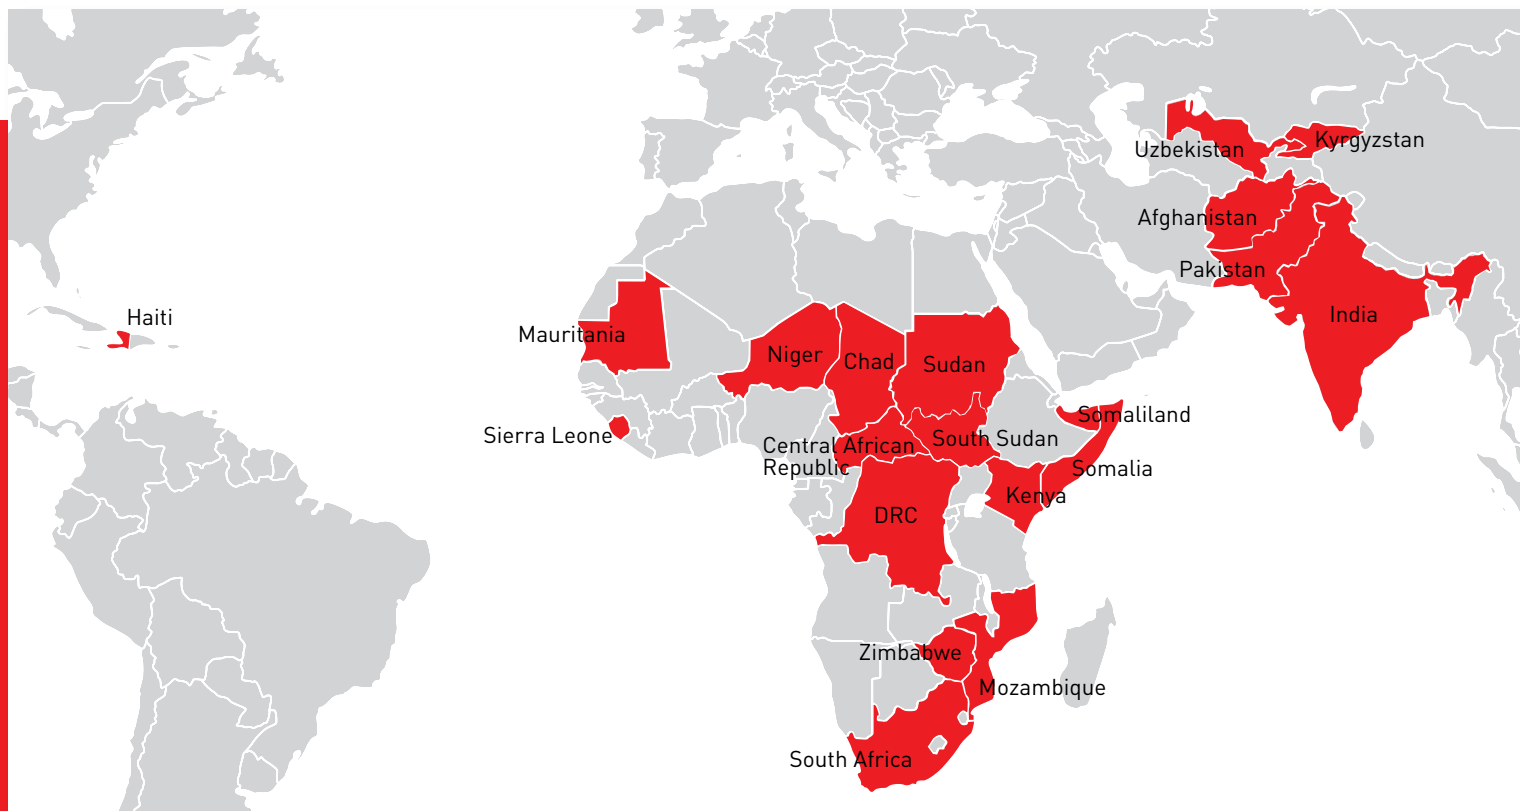 Kyrgyzstan
Uzbekistan
Afghanistan
Pakistan
India
Haiti
Mauritania
Niger
Chad
Sudan
Somaliland
Sierra Leone
Central African
Republic
South Sudan
Somalia
Kenya
DRC
Zimbabwe
Mozambique
South Africa